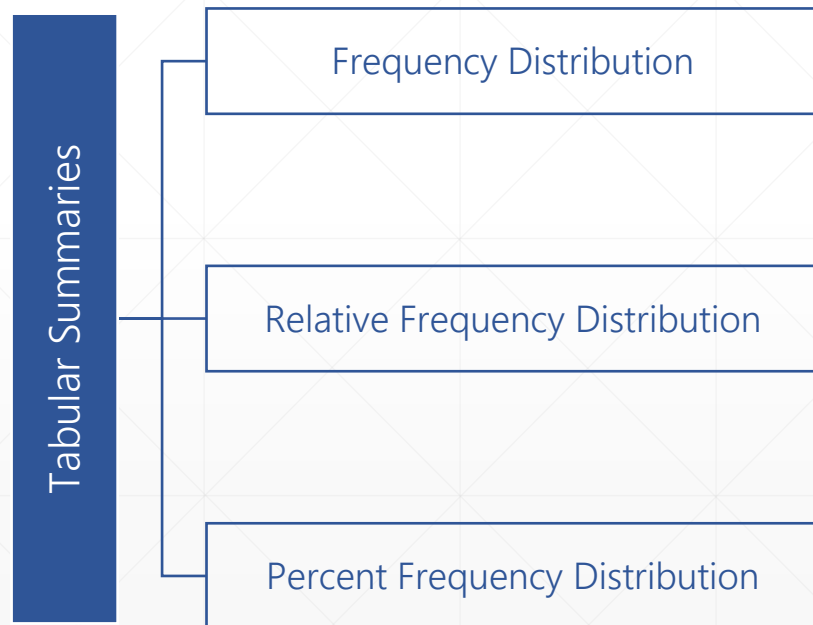 Tabular Summaries
Frequency Distribution
Relative Frequency Distribution
Percent Frequency Distribution